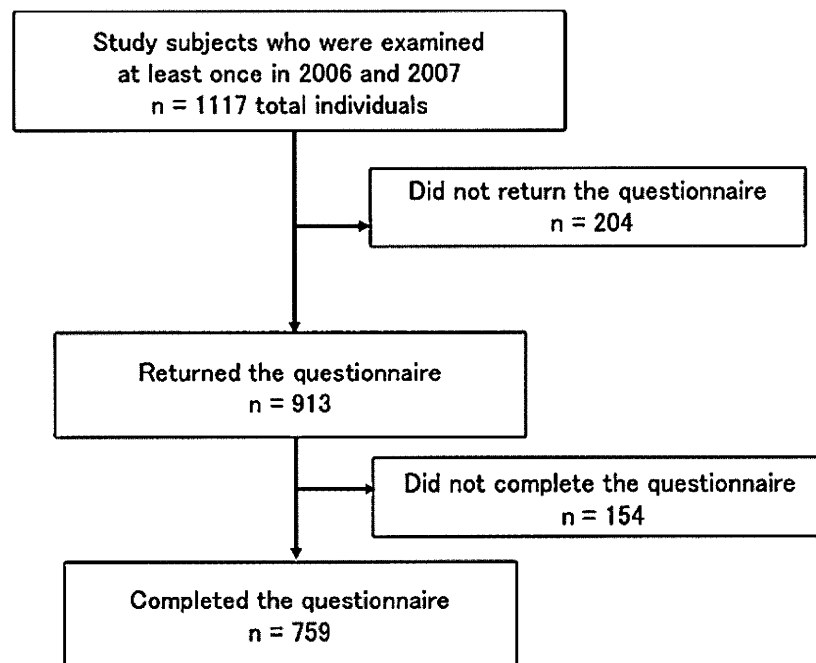 Study subjects who were examined
at least once in 2006 and 2007
n = 1117 total individuals
Did not return the questionnaire
n = 204
Returned the questionnaire
n = 913
Did not complete the questionnaire
n = 154
Completed the questionnaire
n = 759